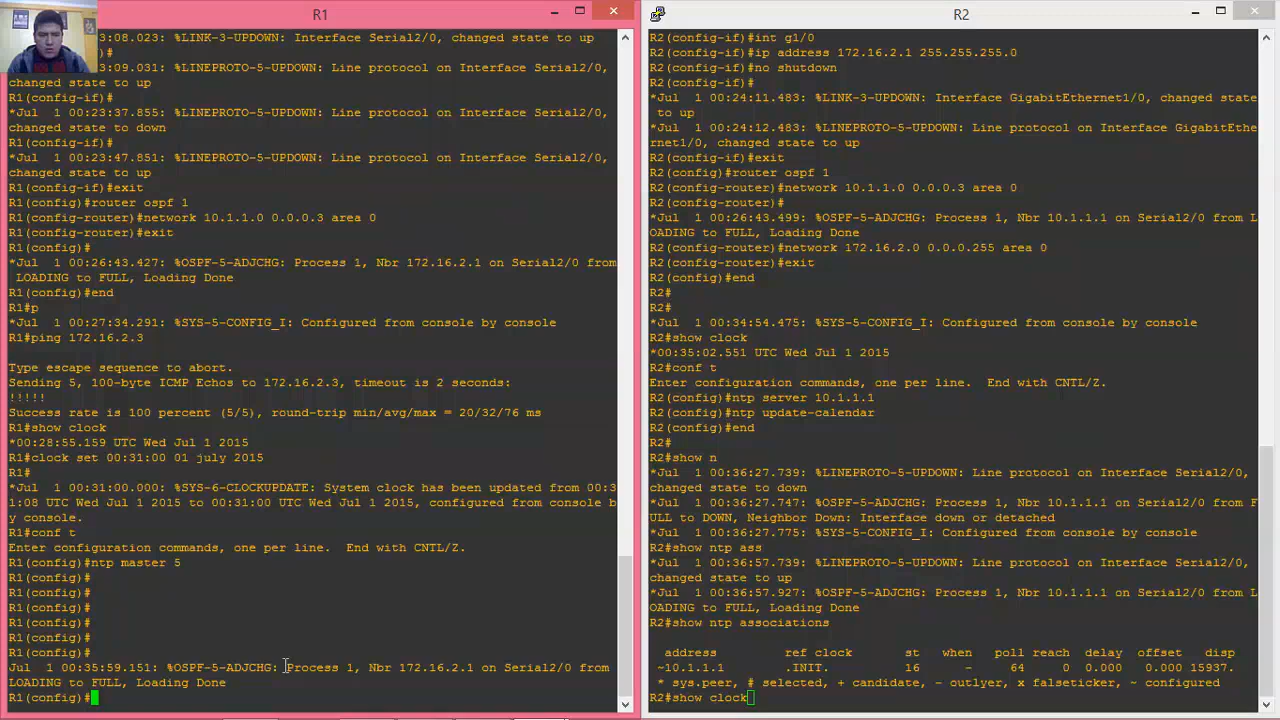 R1
3:08.023: %LINK-3-UPDOWN: Interface Serial2/0, changed state to up
R1(config-if)#
3:09.031: %LINEPROTO-5-UPDOWN: Line protocol on Interface Serial2/0,
changed state to up
R1(config-if)#
*Jul  1 00:23:37.855: %LINEPROTO-5-UPDOWN: Line protocol on Interface Serial2/0,
changed state to down
R1(config-if)#
*Jul  1 00:23:47.851: %LINEPROTO-5-UPDOWN: Line protocol on Interface Serial2/0,
changed state to up
R1(config-if)#exit
R1(config)#router ospf 1
R1(config-router)#network 10.1.1.0 0.0.0.3 area 0
R1(config-router)#exit
R1(config)#
*Jul  1 00:26:43.427: %OSPF-5-ADJCHG: Process 1, Nbr 172.16.2.1 on Serial2/0 from
LOADING to FULL, Loading Done
R1(config)#end
R1#p
*Jul  1 00:27:34.291: %SYS-5-CONFIG_I: Configured from console by console
R1#ping 172.16.2.3
Type escape sequence to abort.
Sending 5, 100-byte ICMP Echos to 172.16.2.3, timeout is 2 seconds:
!!!!!
Success rate is 100 percent (5/5), round-trip min/avg/max = 20/32/76 ms
R1#show clock
*00:28:55.159 UTC Wed Jul 1 2015
R1#clock set 00:31:00 01 july 2015
R1#
*Jul  1 00:31:00.000: %SYS-6-CLOCKUPDATE: System clock has been updated from 00:3
1:08 UTC Wed Jul 1 2015 to 00:31:00 UTC Wed Jul 1 2015, configured from console b
y console.
R1#conf t
Enter configuration commands, one per line.  End with CNTL/Z.
R1(config)#ntp master 5
R1(config)#
R1(config)#
R1(config)#
R1(config)#
R1(config)#
R1(config)#
Jul  1 00:35:59.151: %OSPF-5-ADJCHG: Process 1, Nbr 172.16.2.1 on Serial2/0 from
LOADING to FULL, Loading Done
R1(config)#
R2
R2(config-if)#int g1/0
R2(config-if)#ip address 172.16.2.1 255.255.255.0
R2(config-if)#no shutdown
R2(config-if)#
*Jul  1 00:24:11.483: %LINK-3-UPDOWN: Interface GigabitEthernet1/0, changed state
to up
*Jul  1 00:24:12.483: %LINEPROTO-5-UPDOWN: Line protocol on Interface GigabitEthe
rnet1/0, changed state to up
R2(config-if)#exit
R2(config)#router ospf 1
R2(config-router)#network 10.1.1.0 0.0.0.3 area 0
R2(config-router)#
*Jul  1 00:26:43.499: %OSPF-5-ADJCHG: Process 1, Nbr 10.1.1.1 on Serial2/0 from L
OADING to FULL, Loading Done
R2(config-router)#network 172.16.2.0 0.0.0.255 area 0
R2(config-router)#exit
R2(config)#end
R2#
R2#
*Jul  1 00:34:54.475: %SYS-5-CONFIG_I: Configured from console by console
R2#show clock
*00:35:02.551 UTC Wed Jul 1 2015
R2#conf t
Enter configuration commands, one per line.  End with CNTL/Z.
R2(config)#ntp server 10.1.1.1
R2(config)#ntp update-calendar
R2(config)#end
R2#
R2#show n
*Jul  1 00:36:27.739: %LINEPROTO-5-UPDOWN: Line protocol on Interface Serial2/0,
changed state to down
*Jul  1 00:36:27.747: %OSPF-5-ADJCHG: Process 1, Nbr 10.1.1.1 on Serial2/0 from F
ULL to DOWN, Neighbor Down: Interface down or detached
*Jul  1 00:36:27.775: %SYS-5-CONFIG_I: Configured from console by console
R2#show ntp ass
*Jul  1 00:36:57.739: %LINEPROTO-5-UPDOWN: Line protocol on Interface Serial2/0,
changed state to up
*Jul  1 00:36:57.927: %OSPF-5-ADJCHG: Process 1, Nbr 10.1.1.1 on Serial2/0 from L
OADING to FULL, Loading Done
R2#show ntp associations
address         ref clock       st   when   poll reach  delay  offset   disp
~10.1.1.1        .INIT.          16      -     64     0  0.000   0.000 15937.
* sys.peer, # selected, + candidate, - outlyer, x falseticker, ~ configured
R2#show clock